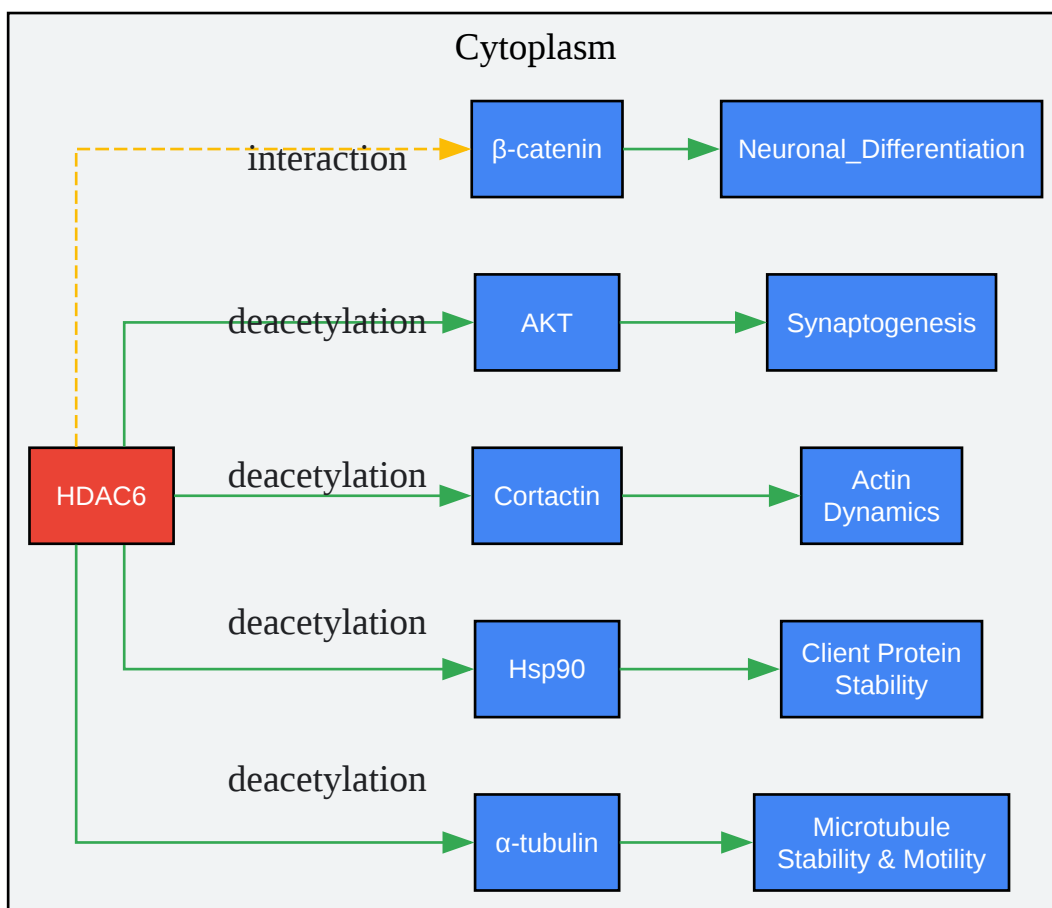 Cytoplasm
interaction
β-catenin
Neuronal_Differentiation
deacetylation
AKT
Synaptogenesis
HDAC6
deacetylation
Cortactin
Actin
Dynamics
deacetylation
Hsp90
Client Protein
Stability
deacetylation
α-tubulin
Microtubule
Stability & Motility